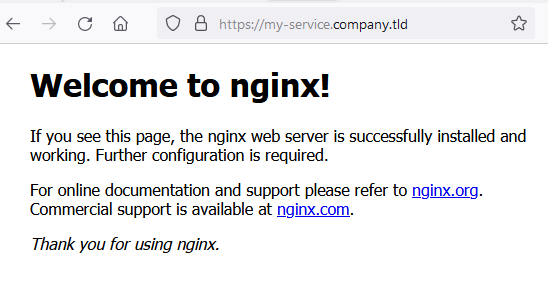 https://my-service.company.tld
Welcome to nginx!
If you see this page, the nginx web server is successfully installed and
working. Further configuration is required.
For online documentation and support please refer to nginx.org.
Commercial support is available at nginx.com.
Thank you for using nginx.